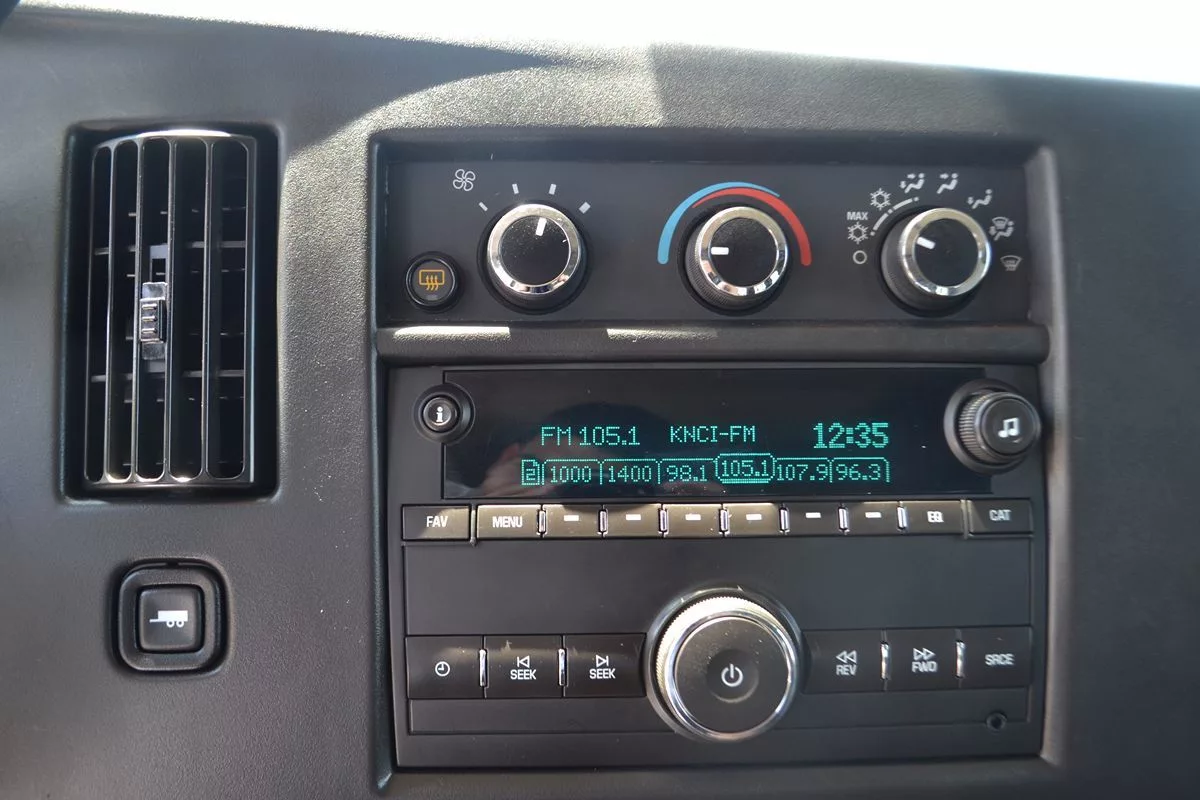 MAX
FM 105.1 KNCI-FM 12:35
2 1000 1400 98.1 105.1 107.9 96.3
FAV MENU EQ CAT
SEEK SEEK REV FWD SRCE